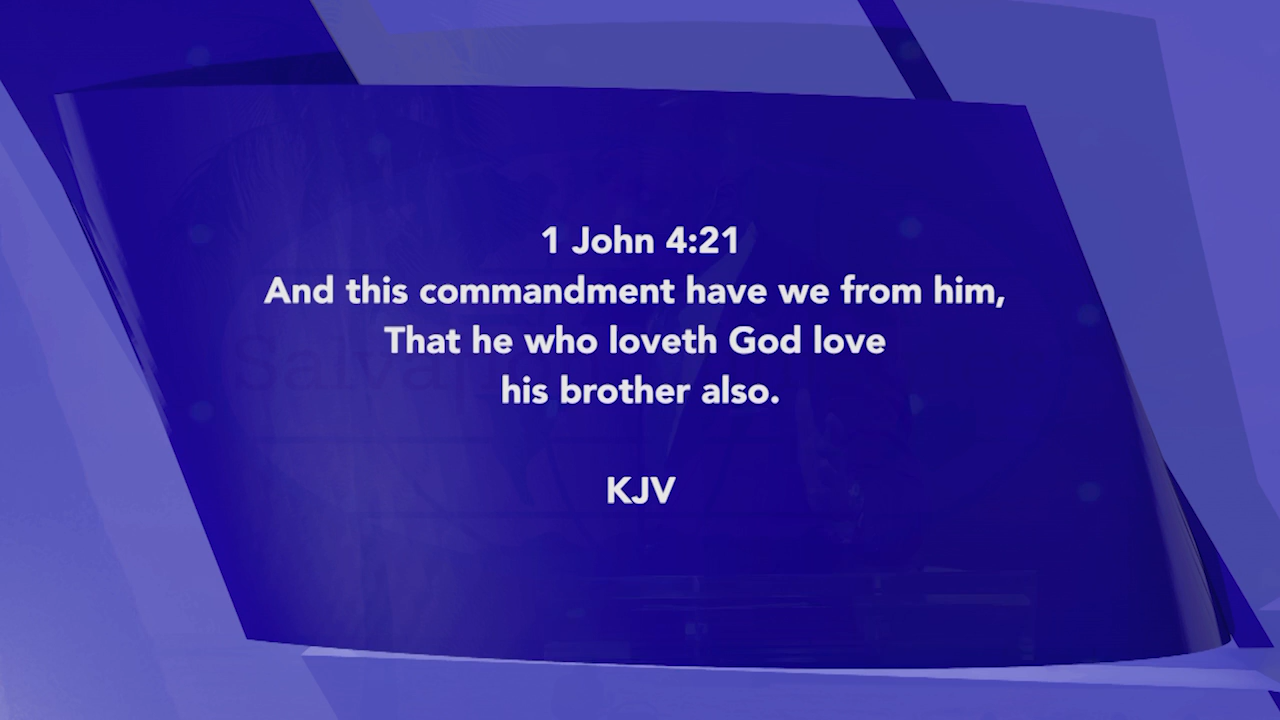 1 John 4:21
And this commandment have we from him,
That he who loveth God love
his brother also.
KJV